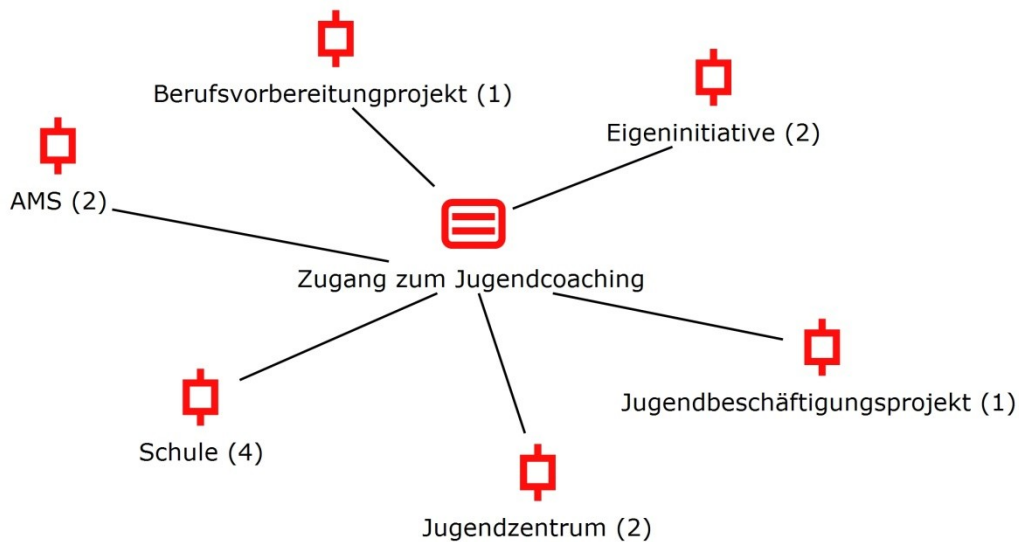 Berufsvorbereitungprojekt (1)
Eigeninitiative (2)
AMS (2)
Zugang zum Jugendcoaching
Jugendbeschäftigungsprojekt (1)
Schule (4)
Jugendzentrum (2)